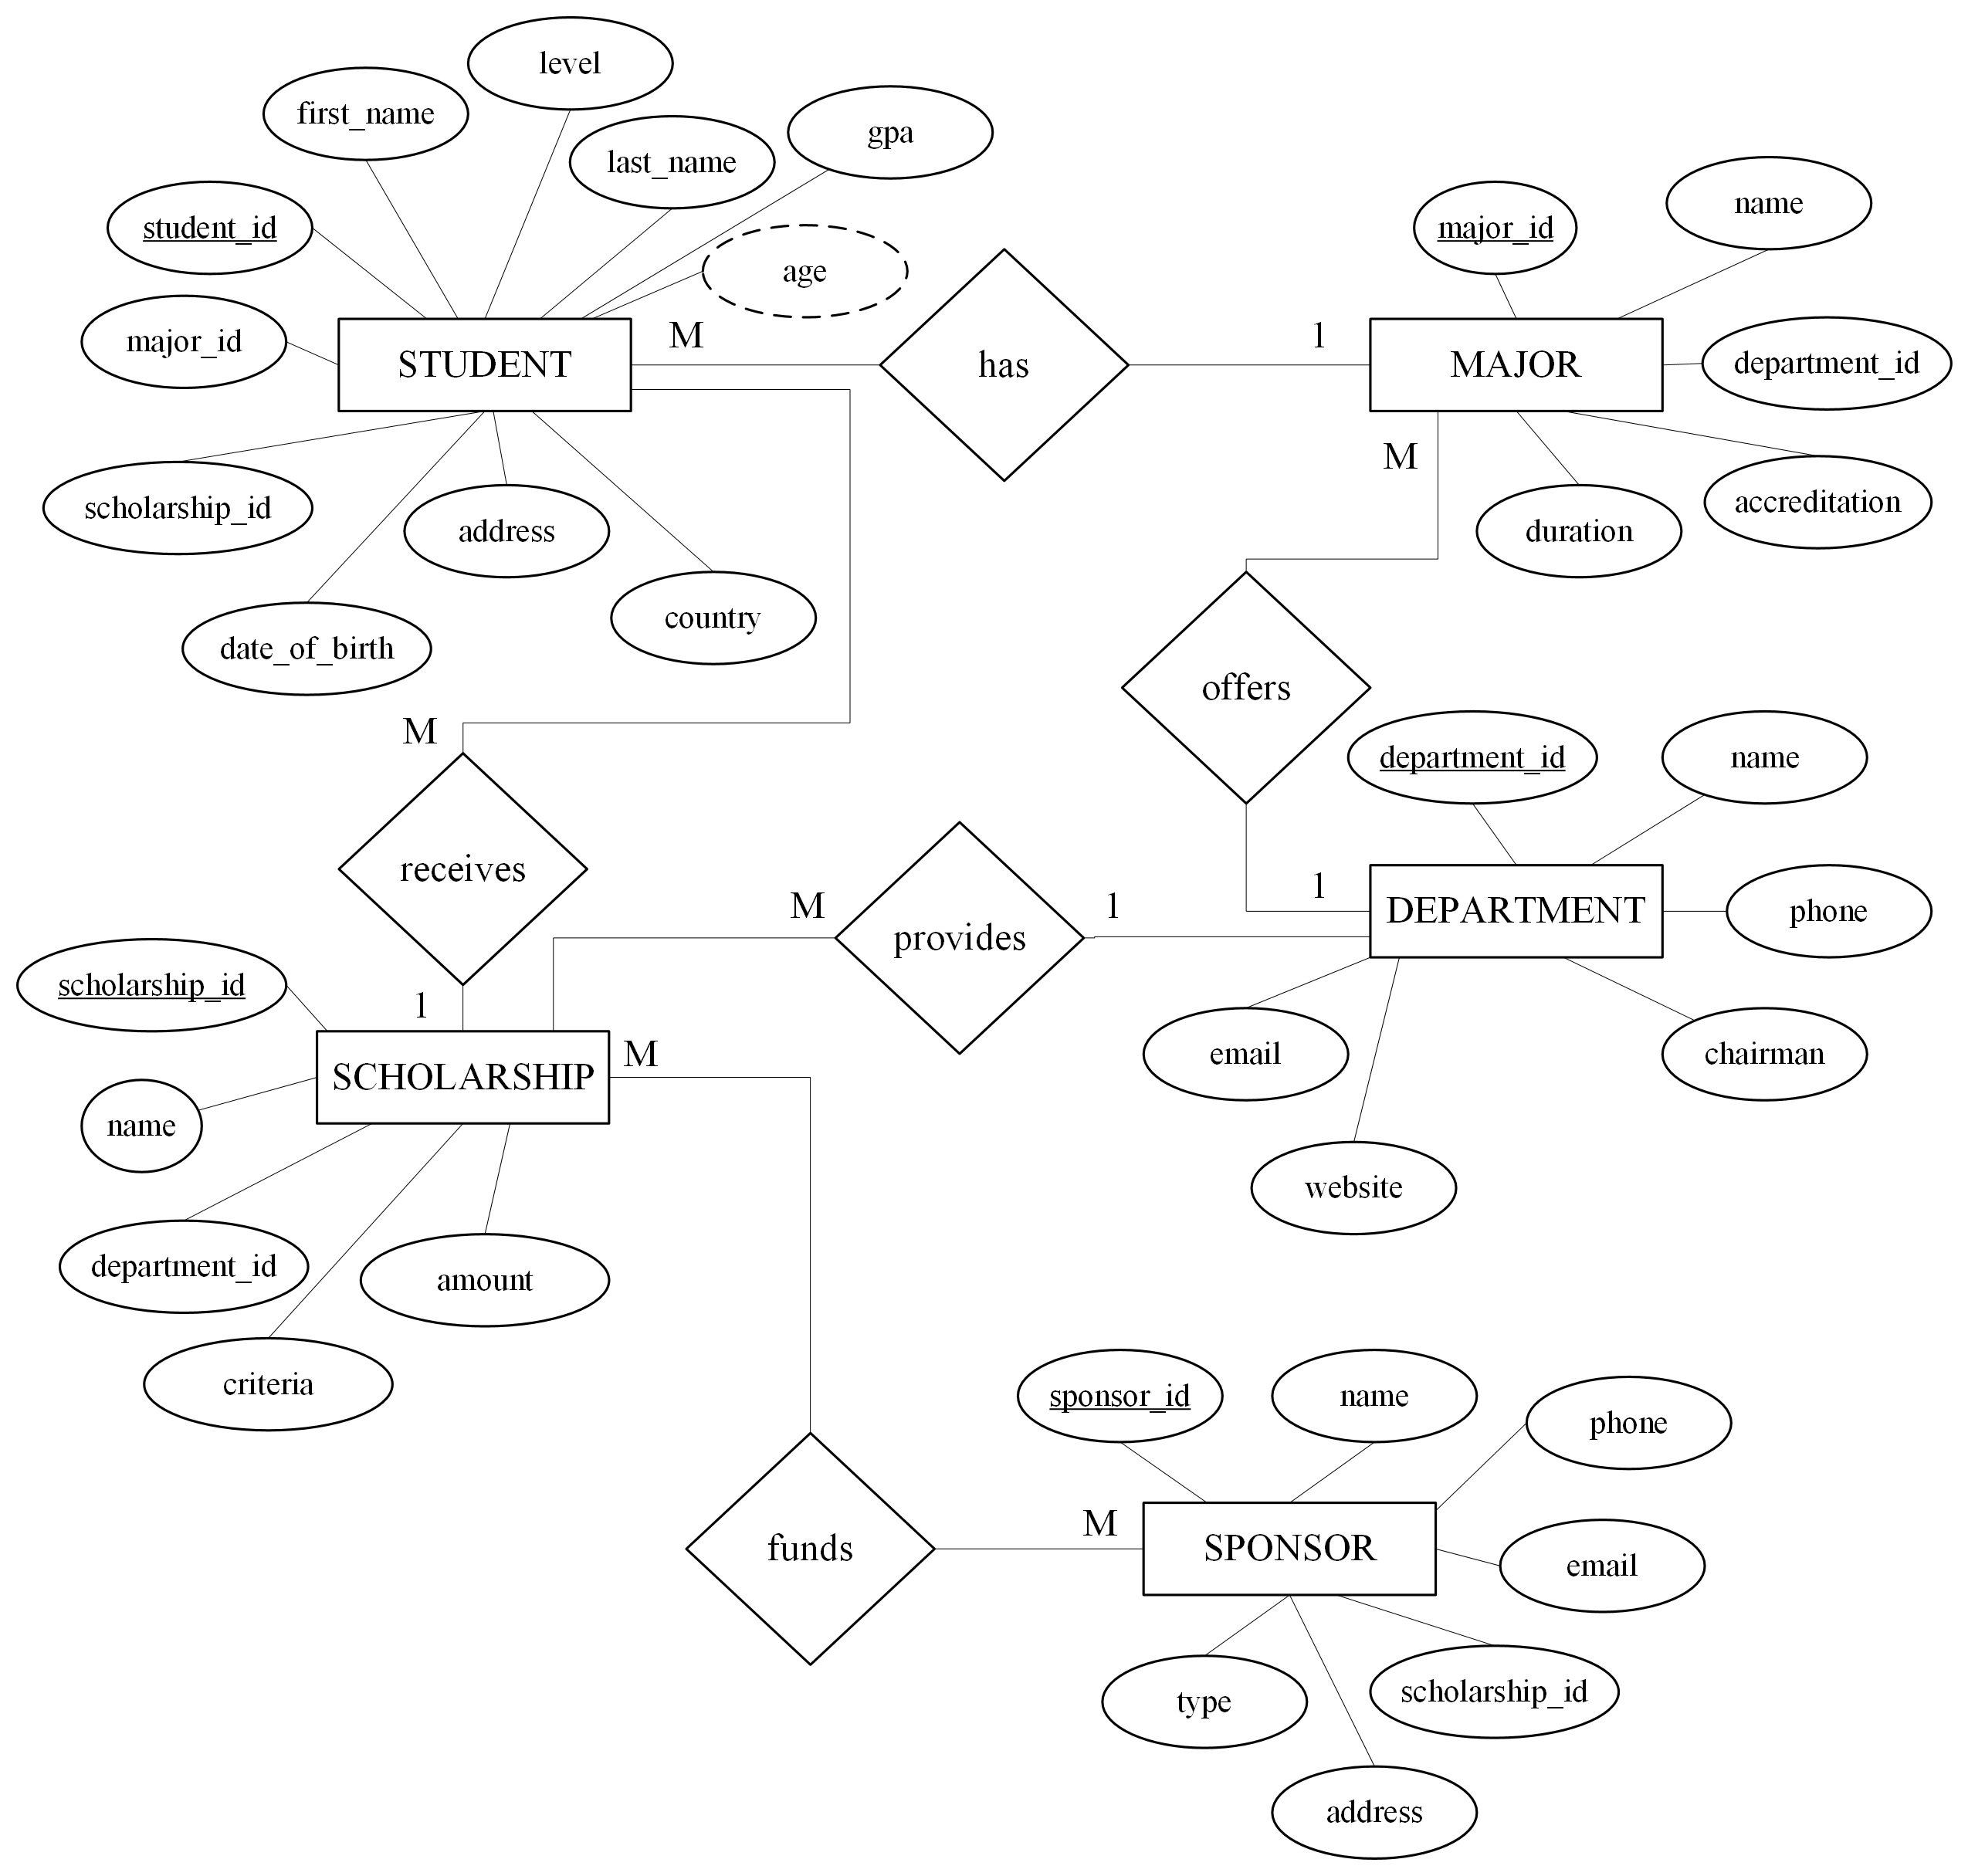 level
first_name
gpa
last_name
name
student_id
major_id
age
M
1
major_id
STUDENT
has
MAJOR
department_id
M
scholarship_id
address
duration
accreditation
country
date_of_birth
offers
M
department_id
name
receives
M
1
1
provides
DEPARTMENT
phone
scholarship_id
1
M
email
chairman
SCHOLARSHIP
name
website
department_id
amount
criteria
sponsor_id
name
phone
M
funds
SPONSOR
email
type
scholarship_id
address